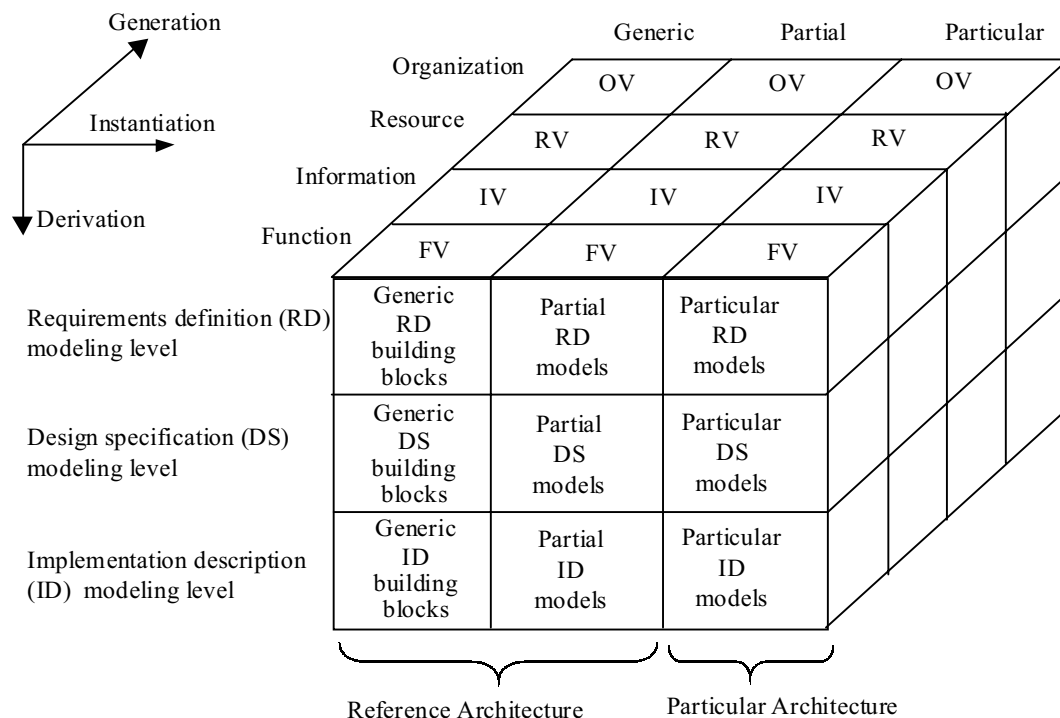 Generation
Instantiation
Derivation
Generic Partial Particular
Organization
OV OV OV
Resource
RV RV RV
Information
IV IV IV
Function
FV FV FV
Requirements definition (RD)
modeling level
Generic
RD
building
blocks
Partial
RD
models
Particular
RD
models
Design specification (DS)
modeling level
Generic
DS
building
blocks
Partial
DS
models
Particular
DS
models
Implementation description
(ID) modeling level
Generic
ID
building
blocks
Partial
ID
models
Particular
ID
models
Reference Architecture
Particular Architecture